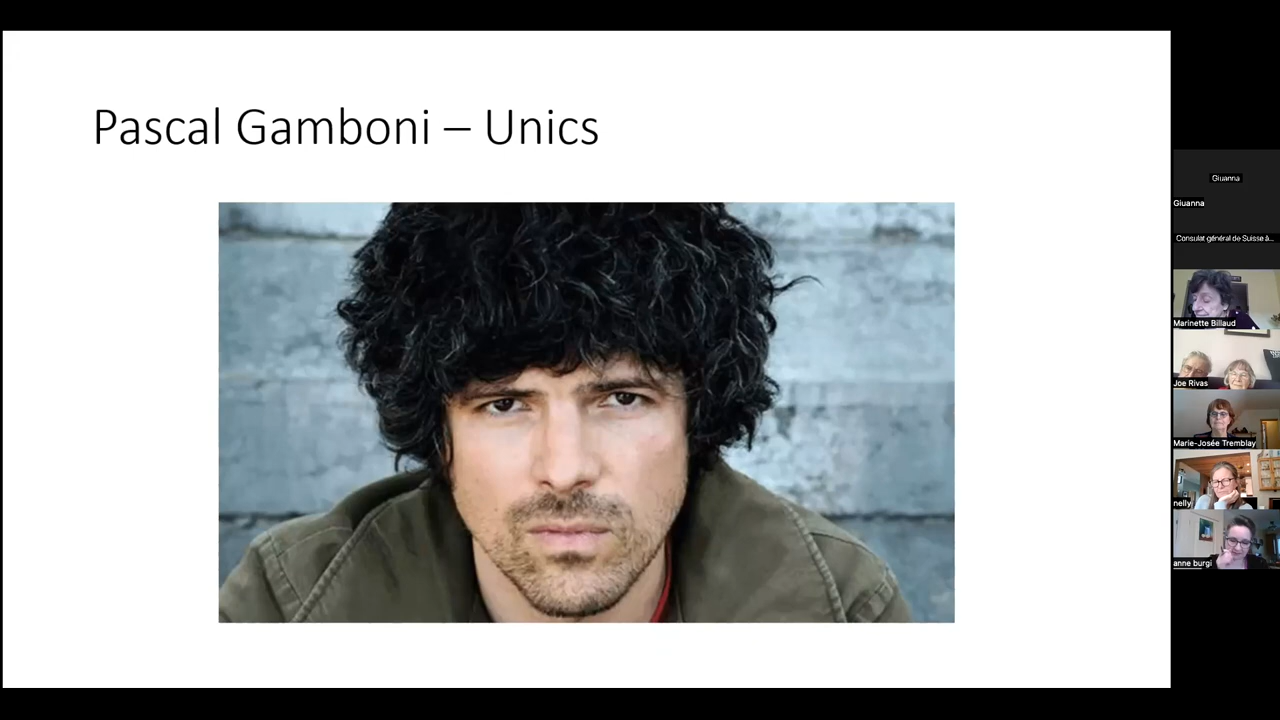 Pascal Gamboni – Unics
Giuanna
Giuanna
Consulat général de Suisse à...
Marinette Billaud
Joe Rivas
Marie-Josée Tremblay
nelly
anne burgi